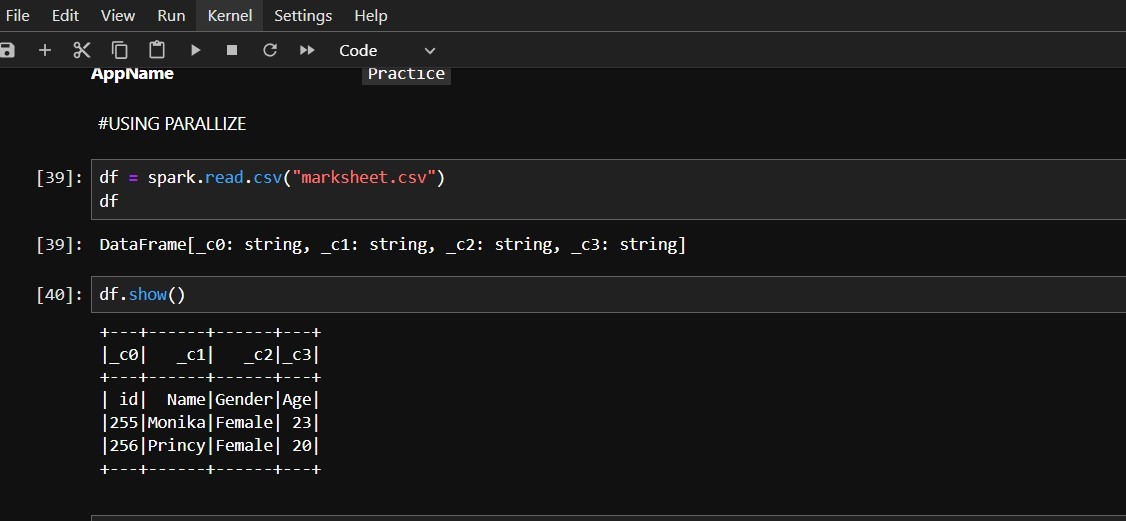 File Edit View Run Kernel Settings Help
Code
AppName Practice
#USING PARALLIZE
[39]: df = spark.read.csv("marksheet.csv")
df
[39]: DataFrame[_c0: string, _c1: string, _c2: string, _c3: string]
[40]: df.show()
+---+------+------+---+
|_c0|   _c1|   _c2|_c3|
+---+------+------+---+
| id|  Name|Gender|Age|
|255|Monika|Female| 23|
|256|Princy|Female| 20|
+---+------+------+---+